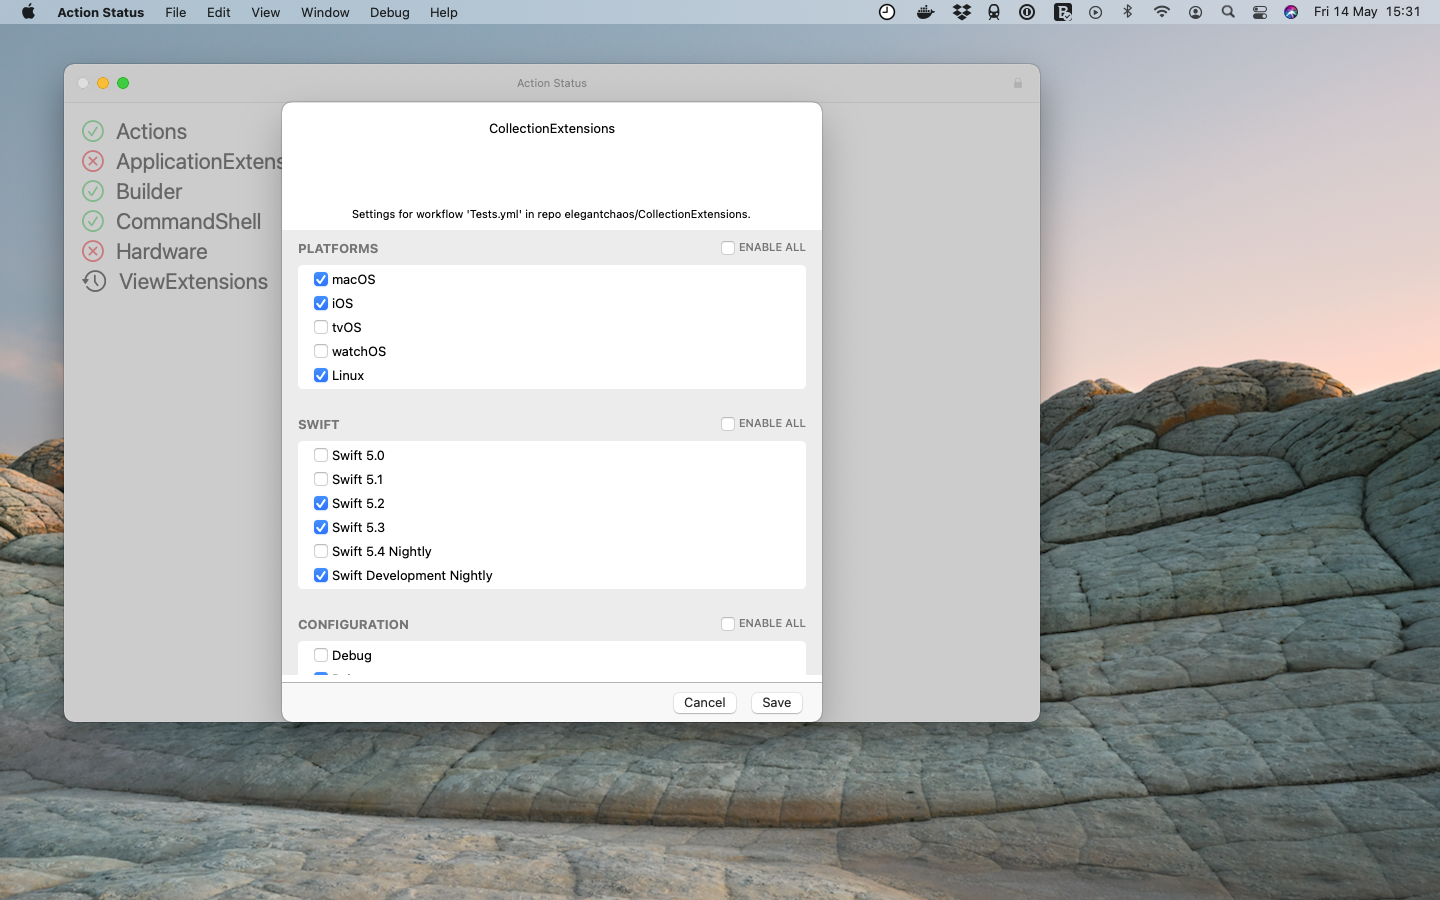 Action Status File Edit View Window Debug Help Fri 14 May 15:31
Action Status
Actions
ApplicationExtens
Builder
CommandShell
Hardware
ViewExtensions
CollectionExtensions
Settings for workflow 'Tests.yml' in repo elegantchaos/CollectionExtensions.
PLATFORMS ENABLE ALL
macOS
iOS
tvOS
watchOS
Linux
SWIFT ENABLE ALL
Swift 5.0
Swift 5.1
Swift 5.2
Swift 5.3
Swift 5.4 Nightly
Swift Development Nightly
CONFIGURATION ENABLE ALL
Debug
Cancel Save